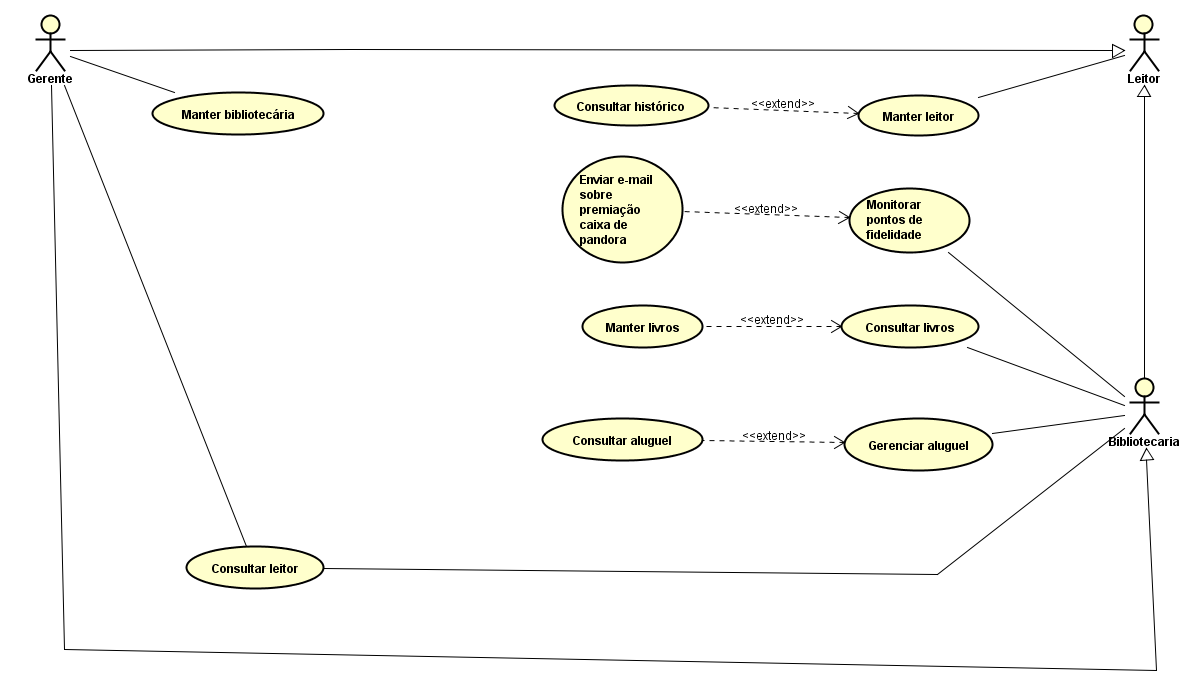 Gerente
Leitor
Manter bibliotecária
Consultar histórico
<<extend>>
Manter leitor
Enviar e-mail
sobre
premiação
caixa de
pandora
<<extend>>
Monitorar
pontos de
fidelidade
Manter livros
<<extend>>
Consultar livros
Consultar aluguel
<<extend>>
Gerenciar aluguel
Bibliotecaria
Consultar leitor